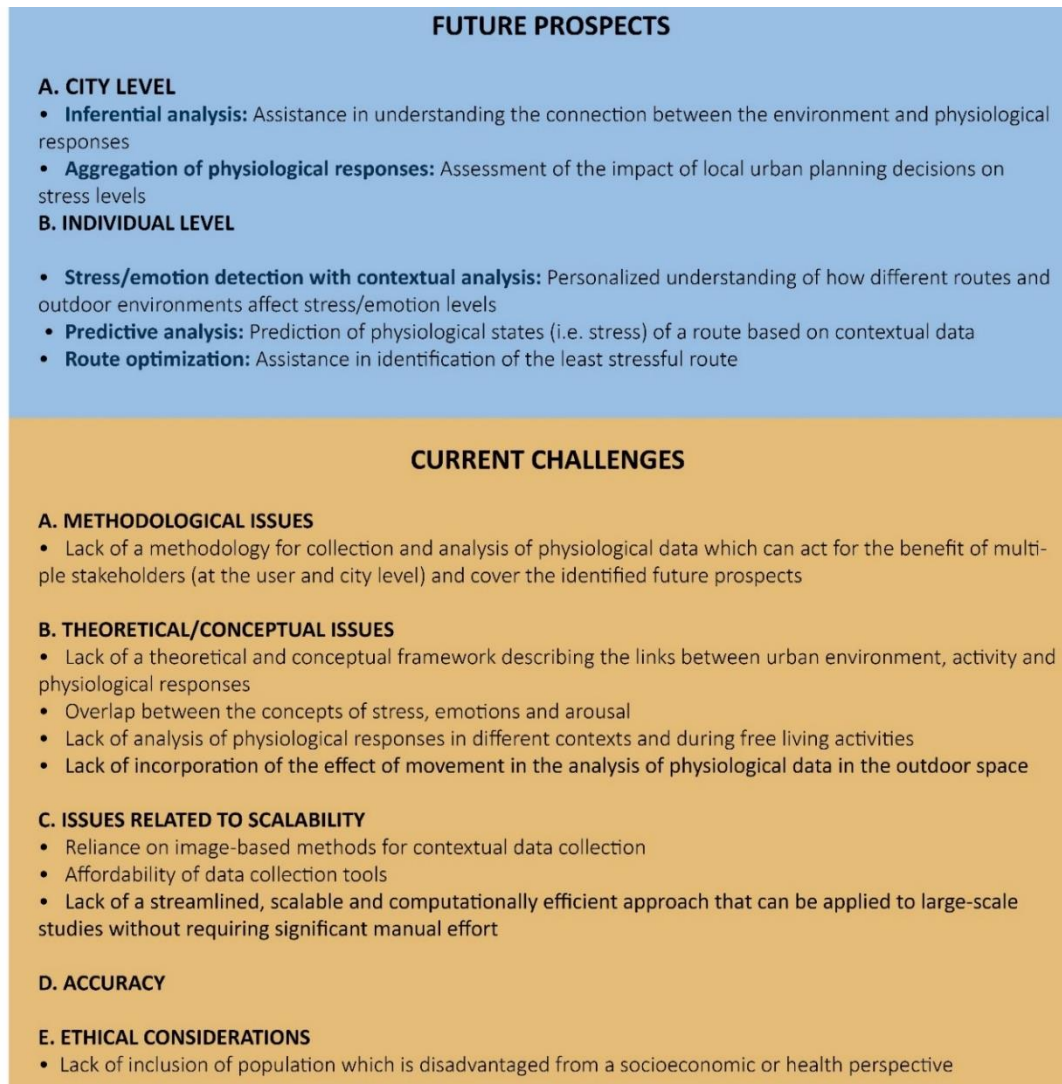 FUTURE PROSPECTS
A. CITY LEVEL
• Inferential analysis: Assistance in understanding the connection between the environment and physiological
responses
• Aggregation of physiological responses: Assessment of the impact of local urban planning decisions on
stress levels
B. INDIVIDUAL LEVEL
• Stress/emotion detection with contextual analysis: Personalized understanding of how different routes and
outdoor environments affect stress/emotion levels
• Predictive analysis: Prediction of physiological states (i.e. stress) of a route based on contextual data
• Route optimization: Assistance in identification of the least stressful route
CURRENT CHALLENGES
A. METHODOLOGICAL ISSUES
• Lack of a methodology for collection and analysis of physiological data which can act for the benefit of multi-
ple stakeholders (at the user and city level) and cover the identified future prospects
B. THEORETICAL/CONCEPTUAL ISSUES
• Lack of a theoretical and conceptual framework describing the links between urban environment, activity and
physiological responses
• Overlap between the concepts of stress, emotions and arousal
• Lack of analysis of physiological responses in different contexts and during free living activities
• Lack of incorporation of the effect of movement in the analysis of physiological data in the outdoor space
C. ISSUES RELATED TO SCALABILITY
• Reliance on image-based methods for contextual data collection
• Affordability of data collection tools
• Lack of a streamlined, scalable and computationally efficient approach that can be applied to large-scale
studies without requiring significant manual effort
D. ACCURACY
E. ETHICAL CONSIDERATIONS
• Lack of inclusion of population which is disadvantaged from a socioeconomic or health perspective